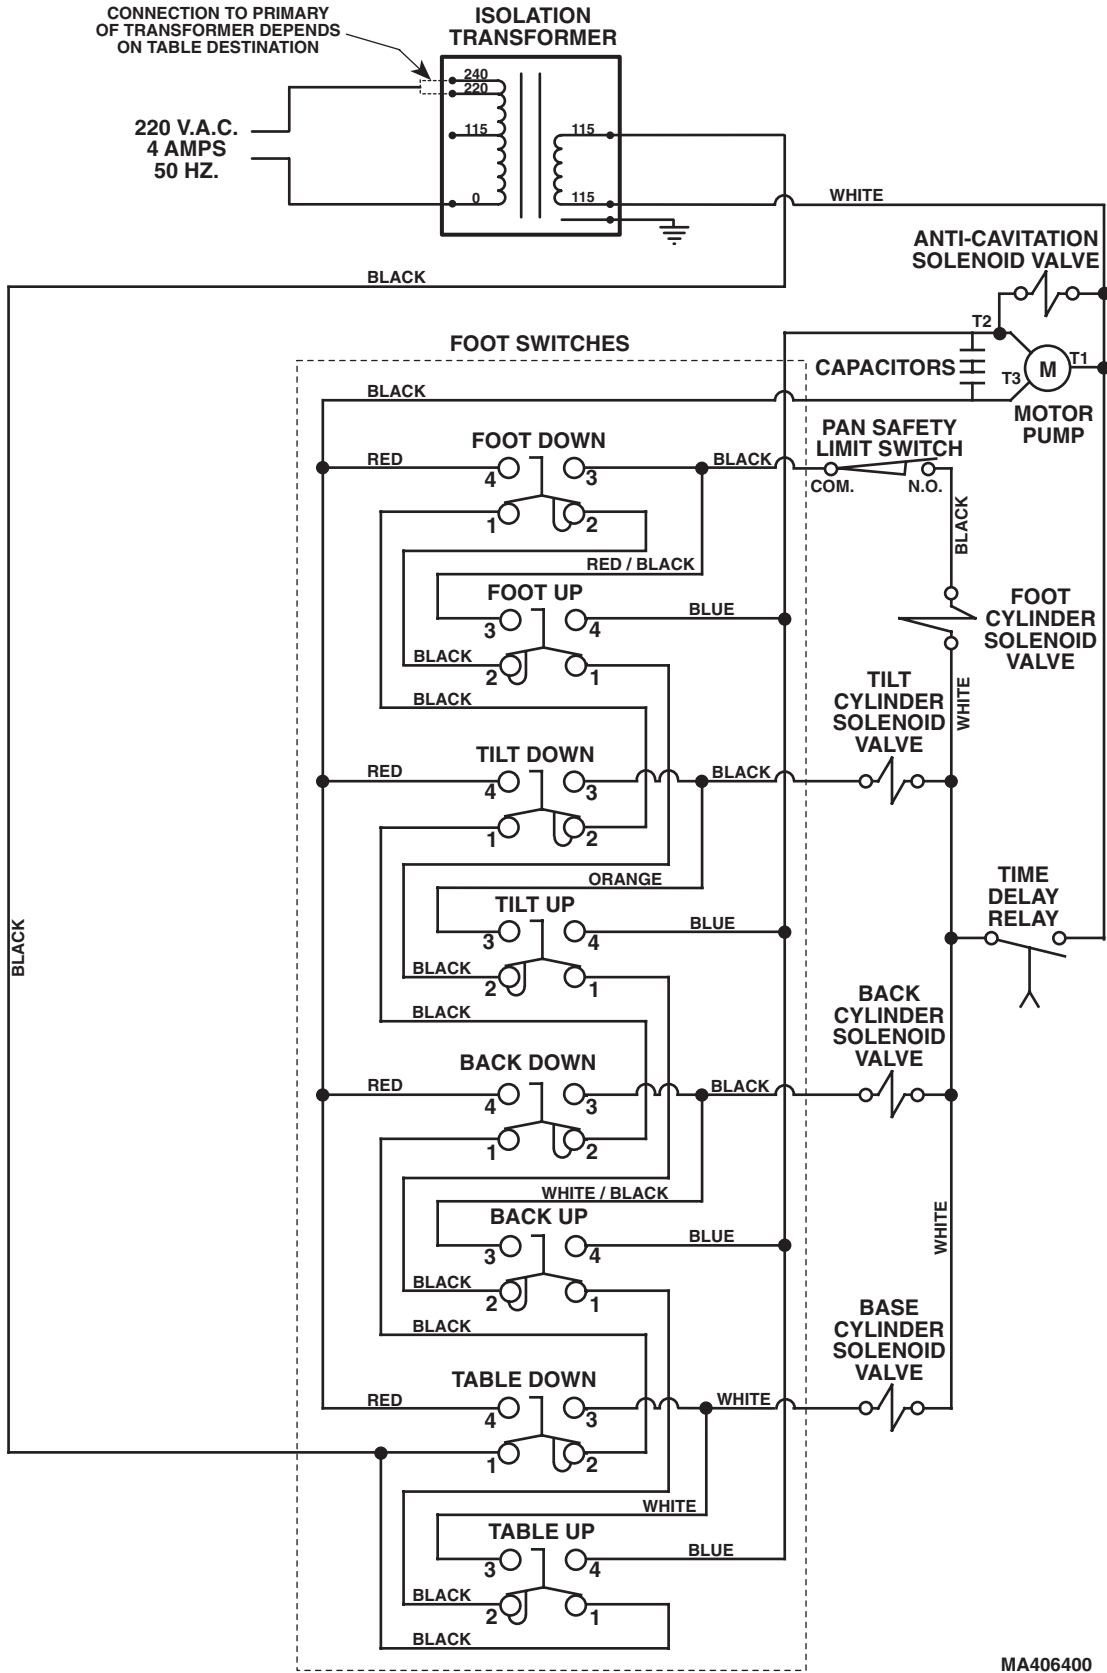 CONNECTION TO PRIMARY
OF TRANSFORMER DEPENDS
ON TABLE DESTINATION
ISOLATION
TRANSFORMER
240
220
115
0
115
115
220 V.A.C.
4 AMPS
50 HZ.
WHITE
BLACK
ANTI-CAVITATION
SOLENOID VALVE
T2
CAPACITORS
T3
M
T1
MOTOR
PUMP
FOOT SWITCHES
BLACK
PAN SAFETY
LIMIT SWITCH
COM.
N.O.
BLACK
FOOT DOWN
RED
4
3
BLACK
1
2
RED / BLACK
FOOT UP
3
4
BLUE
BLACK
2
1
BLACK
FOOT
CYLINDER
SOLENOID
VALVE
WHITE
TILT
CYLINDER
SOLENOID
VALVE
TILT DOWN
RED
4
3
BLACK
1
2
ORANGE
TILT UP
3
4
BLUE
BLACK
2
1
BLACK
TIME
DELAY
RELAY
BLACK
BACK
CYLINDER
SOLENOID
VALVE
BACK DOWN
RED
4
3
BLACK
1
2
WHITE / BLACK
BACK UP
3
4
BLUE
BLACK
2
1
BLACK
WHITE
BASE
CYLINDER
SOLENOID
VALVE
TABLE DOWN
RED
4
3
WHITE
1
2
WHITE
TABLE UP
3
4
BLUE
BLACK
2
1
BLACK
MA406400